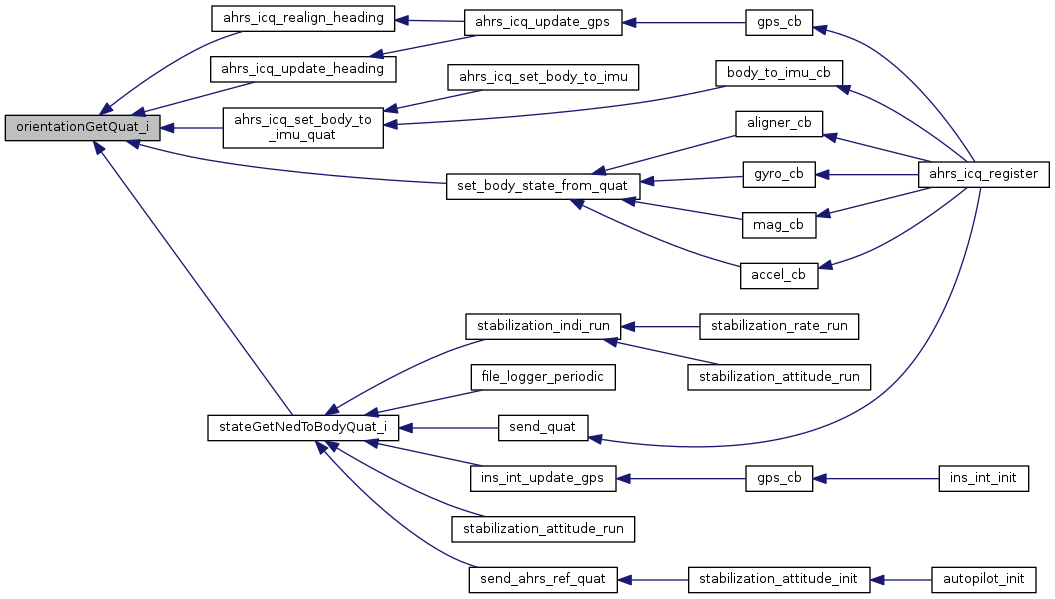 ahrs_icq_realign_heading
ahrs_icq_update_gps
gps_cb
ahrs_icq_update_heading
ahrs_icq_set_body_to_imu
body_to_imu_cb
orientationGetQuat_i
ahrs_icq_set_body_to
_imu_quat
aligner_cb
set_body_state_from_quat
gyro_cb
ahrs_icq_register
mag_cb
accel_cb
stabilization_indi_run
stabilization_rate_run
file_logger_periodic
stabilization_attitude_run
stateGetNedToBodyQuat_i
send_quat
ins_int_update_gps
gps_cb
ins_int_init
stabilization_attitude_run
send_ahrs_ref_quat
stabilization_attitude_init
autopilot_init